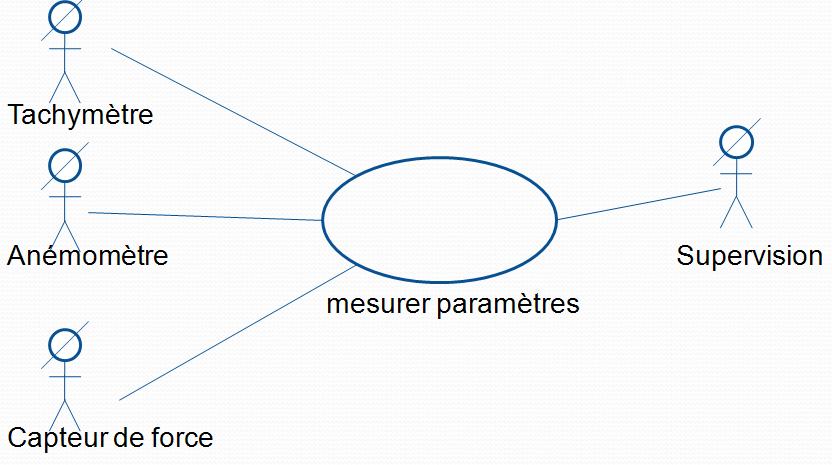 Tachymètre
Anémomètre
Supervision
mesurer paramètres
Capteur de force